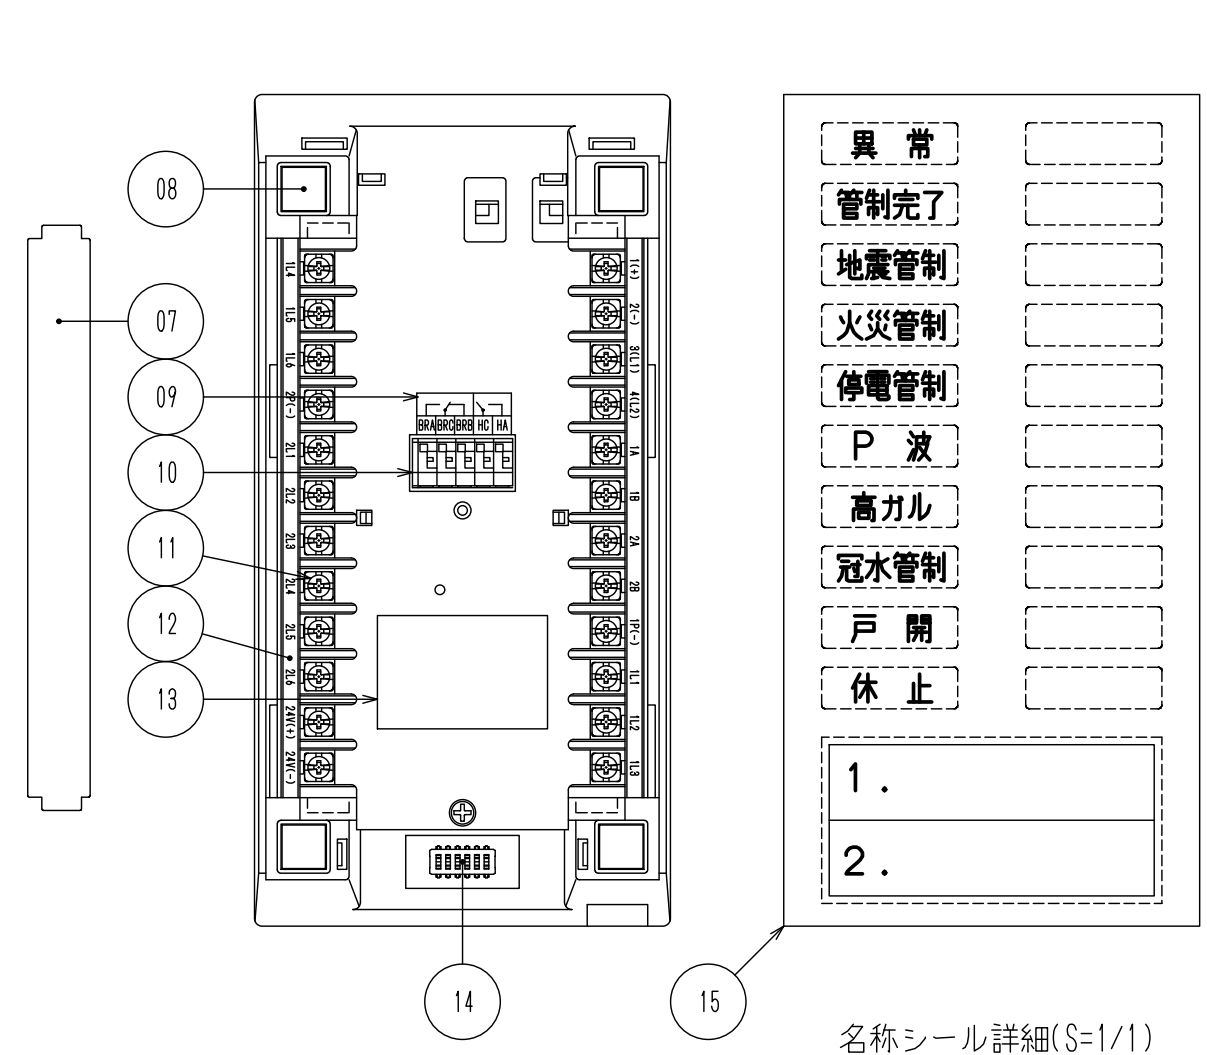 08
07
09
10
11
12
13
14
15
1L4
1L5
1L6
2P(-)
2L1
2L2
2L3
2L4
2L5
2L6
24V(+)
24V(-)
BRA BRC BRB HC HA
1(+)
2(-)
3(L1)
4(L2)
1A
1B
2A
2B
1P(-)
1L1
1L2
1L3
異 常
管制完了
地震管制
火災管制
停電管制
P 波
高ガル
冠水管制
戸 開
休 止
1.
2.
名称シール詳細(S=1/1)